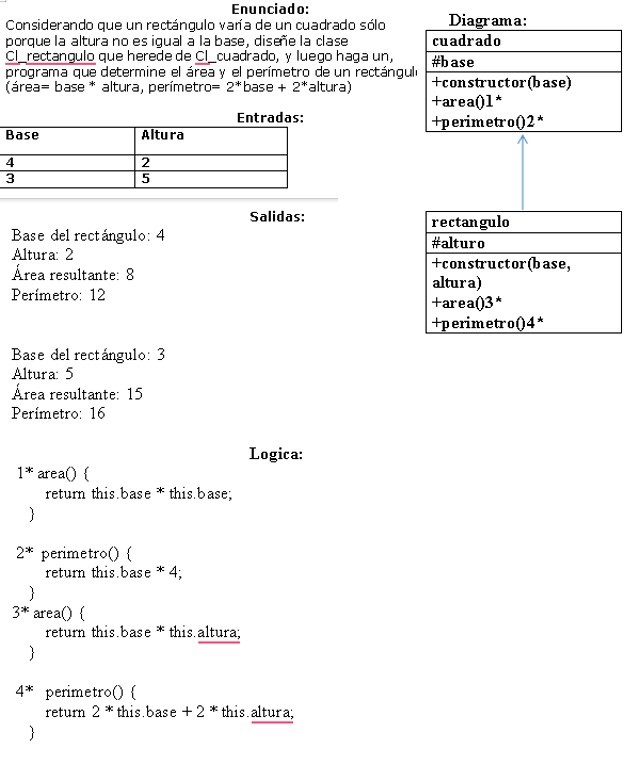 Enunciado:
Considerando que un rectángulo varía de un cuadrado sólo
porque la altura no es igual a la base, diseñe la clase
Cl_rectangulo que herede de Cl_cuadrado, y luego haga un,
programa que determine el área y el perímetro de un rectángul
(área= base * altura, perímetro= 2*base + 2*altura)
Entradas:
Base Altura
4 2
3 5
Salidas:
Base del rectángulo: 4
Altura: 2
Área resultante: 8
Perímetro: 12
Base del rectángulo: 3
Altura: 5
Área resultante: 15
Perímetro: 16
Diagrama:
cuadrado
#base
+constructor(base)
+area()1*
+perimetro()2*
rectangulo
#alturo
+constructor(base,
altura)
+area()3*
+perimetro()4*
Logica:
1* area() {
return this.base * this.base;
}
2* perimetro() {
return this.base * 4;
}
3* area() {
return this.base * this.altura;
}
4* perimetro() {
return 2 * this.base + 2 * this.altura;
}